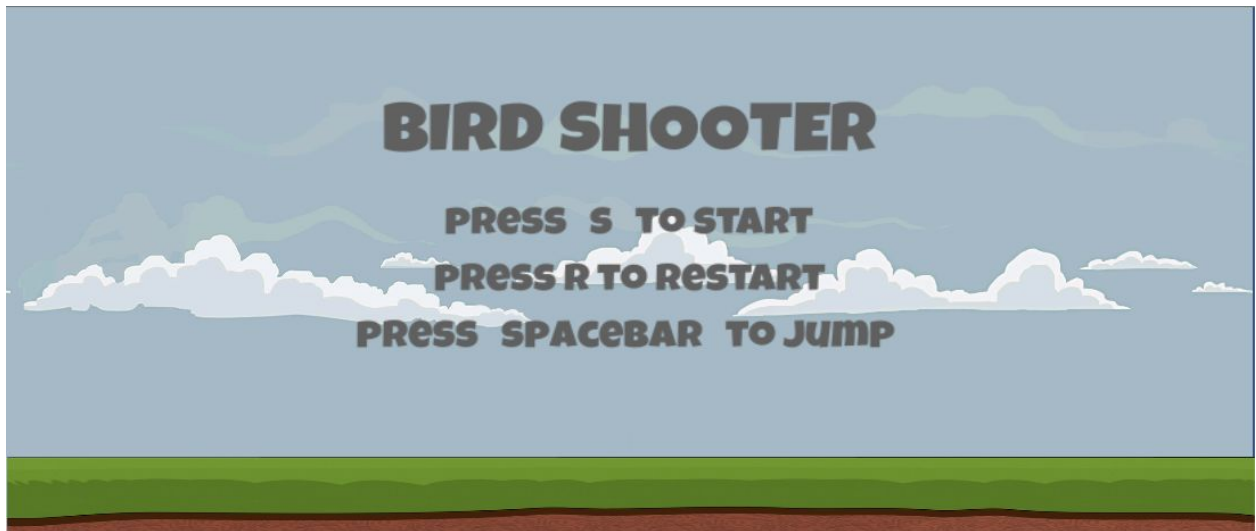 BIRD SHOOTER
PRESS S TO START
PRESS R TO RESTART
PRESS SPACEBAR TO JUMP